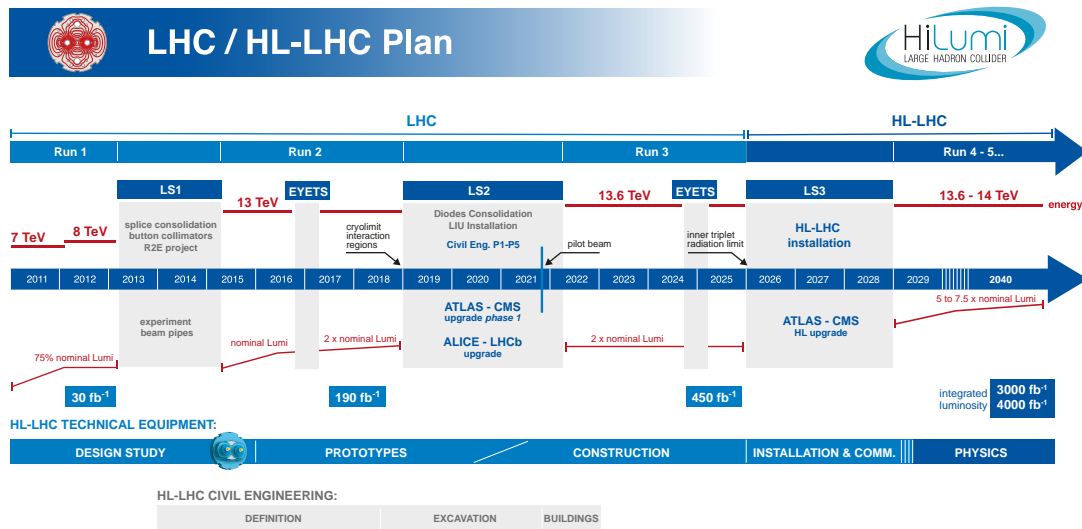 LHC / HL-LHC Plan
HiLumi
LARGE HADRON COLLIDER
LHC
HL-LHC
Run 1
Run 2
Run 3
Run 4 - 5...
LS1
EYETS
LS2
EYETS
LS3
13 TeV
13.6 TeV
13.6 - 14 TeV
energy
7 TeV
8 TeV
splice consolidation
button collimators
R2E project
cryolimit
interaction
regions
Diodes Consolidation
LIU Installation
Civil Eng. P1-P5
pilot beam
inner triplet
radiation limit
HL-LHC
installation
2011
2012
2013
2014
2015
2016
2017
2018
2019
2020
2021
2022
2023
2024
2025
2026
2027
2028
2029
2040
experiment
beam pipes
ATLAS - CMS
upgrade phase 1
ALICE - LHCb
upgrade
ATLAS - CMS
HL upgrade
5 to 7.5 x nominal Lumi
75% nominal Lumi
nominal Lumi
2 x nominal Lumi
2 x nominal Lumi
30 fb⁻¹
190 fb⁻¹
450 fb⁻¹
integrated
luminosity
3000 fb⁻¹
4000 fb⁻¹
HL-LHC TECHNICAL EQUIPMENT:
DESIGN STUDY
PROTOTYPES
CONSTRUCTION
INSTALLATION & COMM.
PHYSICS
HL-LHC CIVIL ENGINEERING:
DEFINITION
EXCAVATION
BUILDINGS